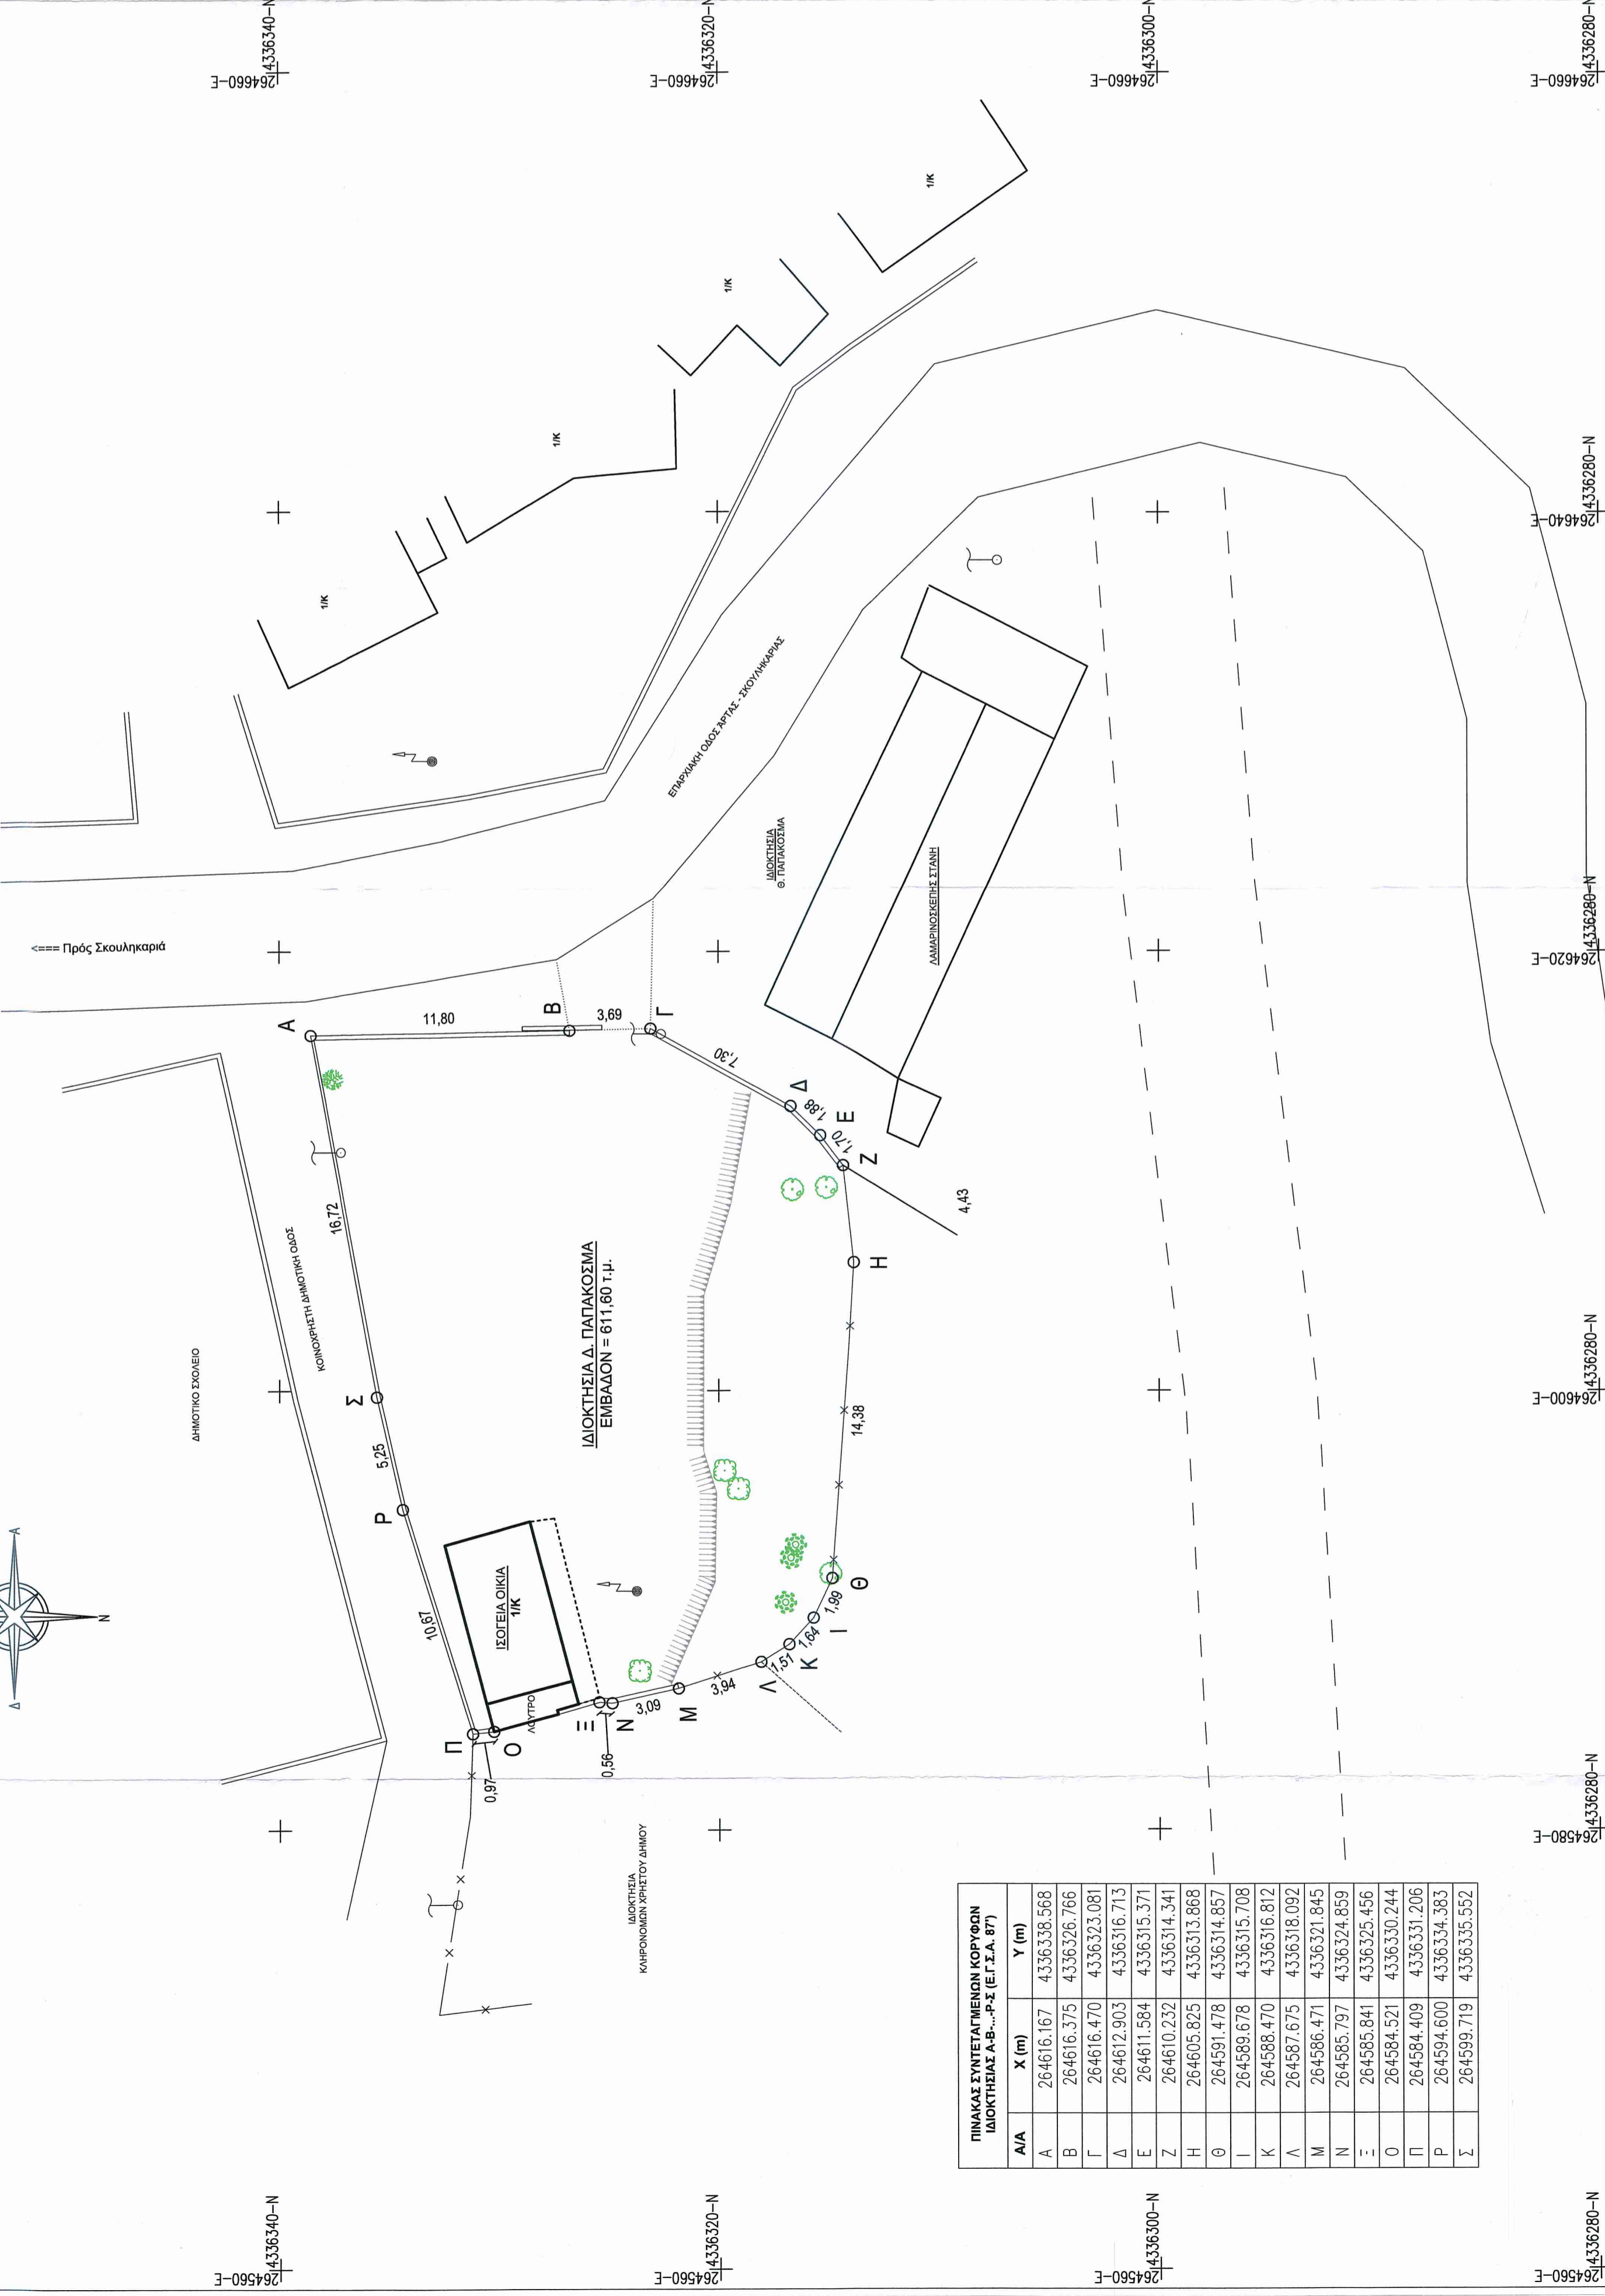 4336340-N
264660-E
4336320-N
264660-E
4336300-N
264660-E
4336280-N
264660-E
1/Κ
1/Κ
1/Κ
1/Κ
4336280-N
264640-E
ΕΠΑΡΧΙΑΚΗ ΟΔΟΣ ΆΡΤΑΣ - ΣΚΟΥΛΗΚΑΡΙΑΣ
ΙΔΙΟΚΤΗΣΙΑ
Θ. ΠΑΠΑΚΟΣΜΑ
ΛΑΜΑΡΙΝΟΣΚΕΠΗΣ ΣΤΑΝΗ
<=== Πρός Σκουληκαριά
4336280-N
264620-E
Α
11,80
Β
3,69
Γ
7,30
Δ
1,88
Ε
1,70
Ζ
4,43
Η
16,72
ΚΟΙΝΟΧΡΗΣΤΗ ΔΗΜΟΤΙΚΗ ΟΔΟΣ
ΔΗΜΟΤΙΚΟ ΣΧΟΛΕΙΟ
Σ
5,25
Ρ
10,67
ΙΔΙΟΚΤΗΣΙΑ Δ. ΠΑΠΑΚΟΣΜΑ
ΕΜΒΑΔΟΝ = 611,60 τ.μ.
14,38
4336280-N
264600-E
Α
Δ
Ν
ΙΣΟΓΕΙΑ ΟΙΚΙΑ
1/Κ
ΛΟΥΤΡΟ
Θ
1,99
Ι
1,64
Κ
1,51
Λ
3,94
Μ
3,09
Ν
Ξ
0,56
Ο
Π
0,97
4336280-N
264580-E
ΙΔΙΟΚΤΗΣΙΑ
ΚΛΗΡΟΝΟΜΩΝ ΧΡΗΣΤΟΥ ΔΗΜΟΥ
ΠΙΝΑΚΑΣ ΣΥΝΤΕΤΑΓΜΕΝΩΝ ΚΟΡΥΦΩΝ
ΙΔΙΟΚΤΗΣΙΑΣ Α-Β-...-Ρ-Σ (Ε.Γ.Σ.Α. 87')
Α/Α X (m) Y (m)
Α 264616.167 4336338.568
Β 264616.375 4336326.766
Γ 264616.470 4336323.081
Δ 264612.903 4336316.713
Ε 264611.584 4336315.371
Ζ 264610.232 4336314.341
Η 264605.825 4336313.868
Θ 264591.478 4336314.857
Ι 264589.678 4336315.708
Κ 264588.470 4336316.812
Λ 264587.675 4336318.092
Μ 264586.471 4336321.845
Ν 264585.797 4336324.859
Ξ 264585.841 4336325.456
Ο 264584.521 4336330.244
Π 264584.409 4336331.206
Ρ 264594.600 4336334.383
Σ 264599.719 4336335.552
4336340-N
264560-E
4336320-N
264560-E
4336300-N
264560-E
4336280-N
264560-E